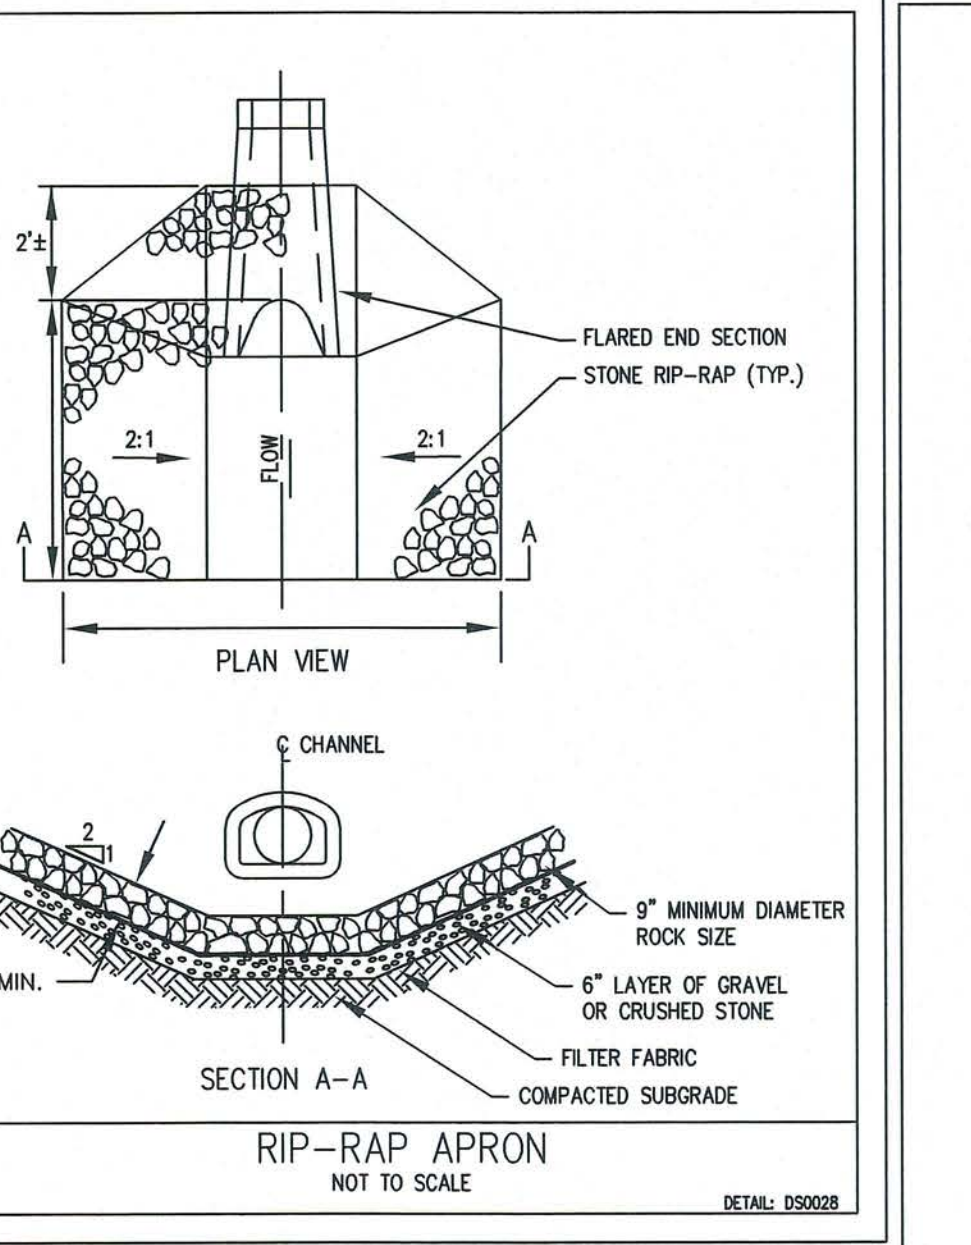 2'±
FLARED END SECTION
STONE RIP-RAP (TYP.)
2:1
FLOW
2:1
A
A
PLAN VIEW
℄ CHANNEL
2
1
9" MINIMUM DIAMETER
ROCK SIZE
MIN.
6" LAYER OF GRAVEL
OR CRUSHED STONE
FILTER FABRIC
SECTION A-A
COMPACTED SUBGRADE
RIP-RAP APRON
NOT TO SCALE
DETAIL: DS0028